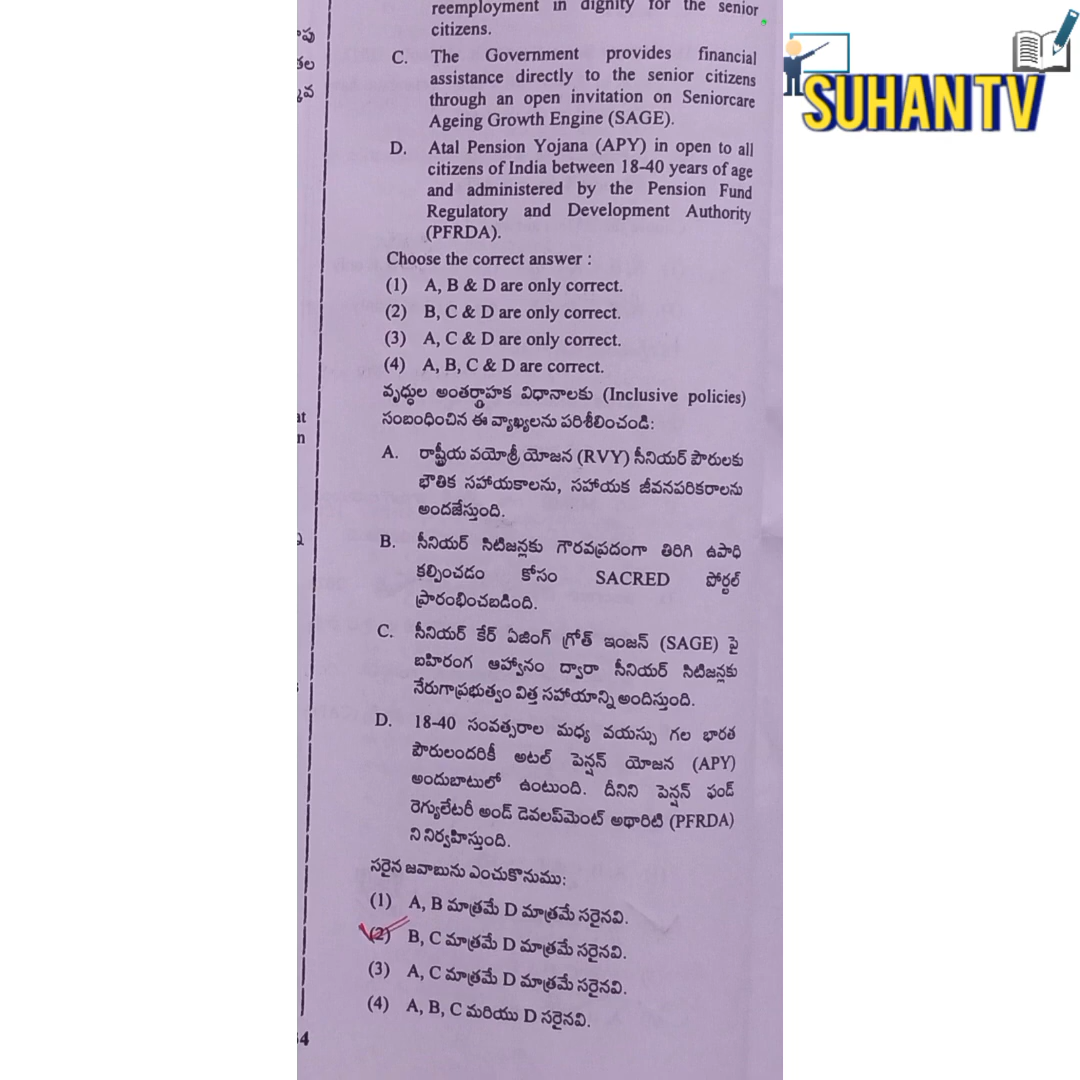 SUHAN TV
reemployment in dignity for the senior
citizens.
C. The Government provides financial
assistance directly to the senior citizens
through an open invitation on Seniorcare
Ageing Growth Engine (SAGE).
D. Atal Pension Yojana (APY) in open to all
citizens of India between 18-40 years of age
and administered by the Pension Fund
Regulatory and Development Authority
(PFRDA).
Choose the correct answer :
(1) A, B & D are only correct.
(2) B, C & D are only correct.
(3) A, C & D are only correct.
(4) A, B, C & D are correct.
వృద్ధుల అంతర్గ్రాహక విధానాలకు (Inclusive policies)
సంబంధించిన ఈ వ్యాఖ్యలను పరిశీలించండి:
A. రాష్ట్రీయ వయోశ్రీ యోజన (RVY) సీనియర్ పౌరులకు
భౌతిక సహాయకాలను, సహాయక జీవనపరికరాలను
అందజేస్తుంది.
B. సీనియర్ సిటిజన్లకు గౌరవప్రదంగా తిరిగి ఉపాధి
కల్పించడం కోసం SACRED పోర్టల్
ప్రారంభించబడింది.
C. సీనియర్ కేర్ ఏజింగ్ గ్రోత్ ఇంజన్ (SAGE) పై
బహిరంగ ఆహ్వానం ద్వారా సీనియర్ సిటిజన్లకు
నేరుగాప్రభుత్వం విత్త సహాయాన్ని అందిస్తుంది.
D. 18-40 సంవత్సరాల మధ్య వయస్సు గల భారత
పౌరులందరికీ అటల్ పెన్షన్ యోజన (APY)
అందుబాటులో ఉంటుంది. దీనిని పెన్షన్ ఫండ్
రెగ్యులేటరీ అండ్ డెవలప్‌మెంట్ అథారిటి (PFRDA)
ని నిర్వహిస్తుంది.
సరైన జవాబును ఎంచుకొనుము:
(1) A, B మాత్రమే D మాత్రమే సరైనవి.
(2) B, C మాత్రమే D మాత్రమే సరైనవి.
(3) A, C మాత్రమే D మాత్రమే సరైనవి.
(4) A, B, C మరియు D సరైనవి.